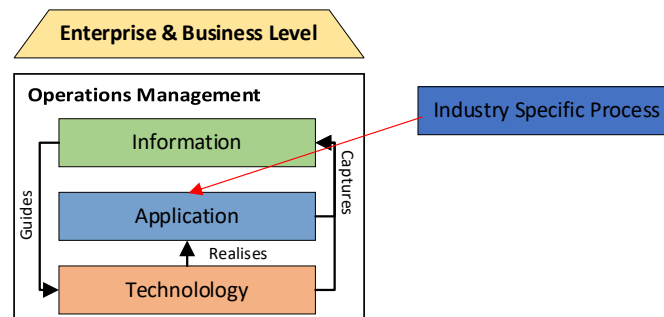 Enterprise & Business Level
Operations Management
Industry Specific Process
Information
Guides
Captures
Application
Realises
Technolology